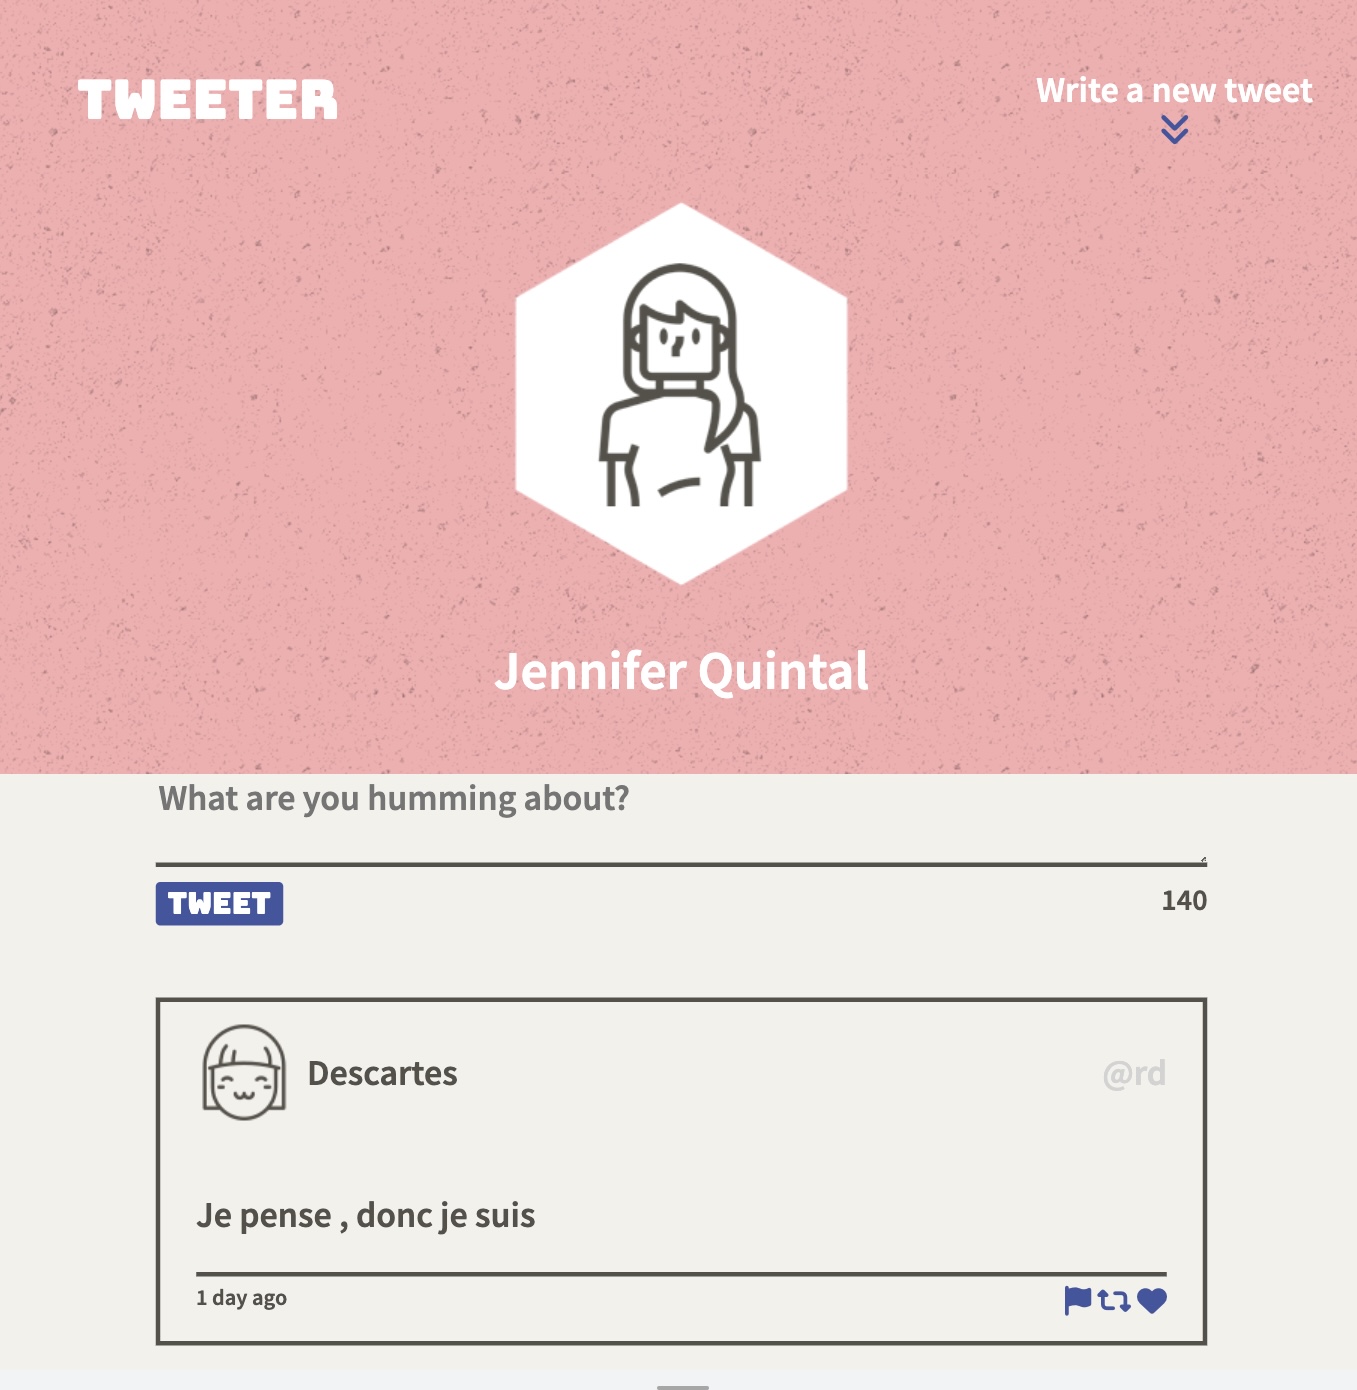 TWEETER
Write a new tweet
Jennifer Quintal
What are you humming about?
TWEET
140
Descartes
@rd
Je pense , donc je suis
1 day ago